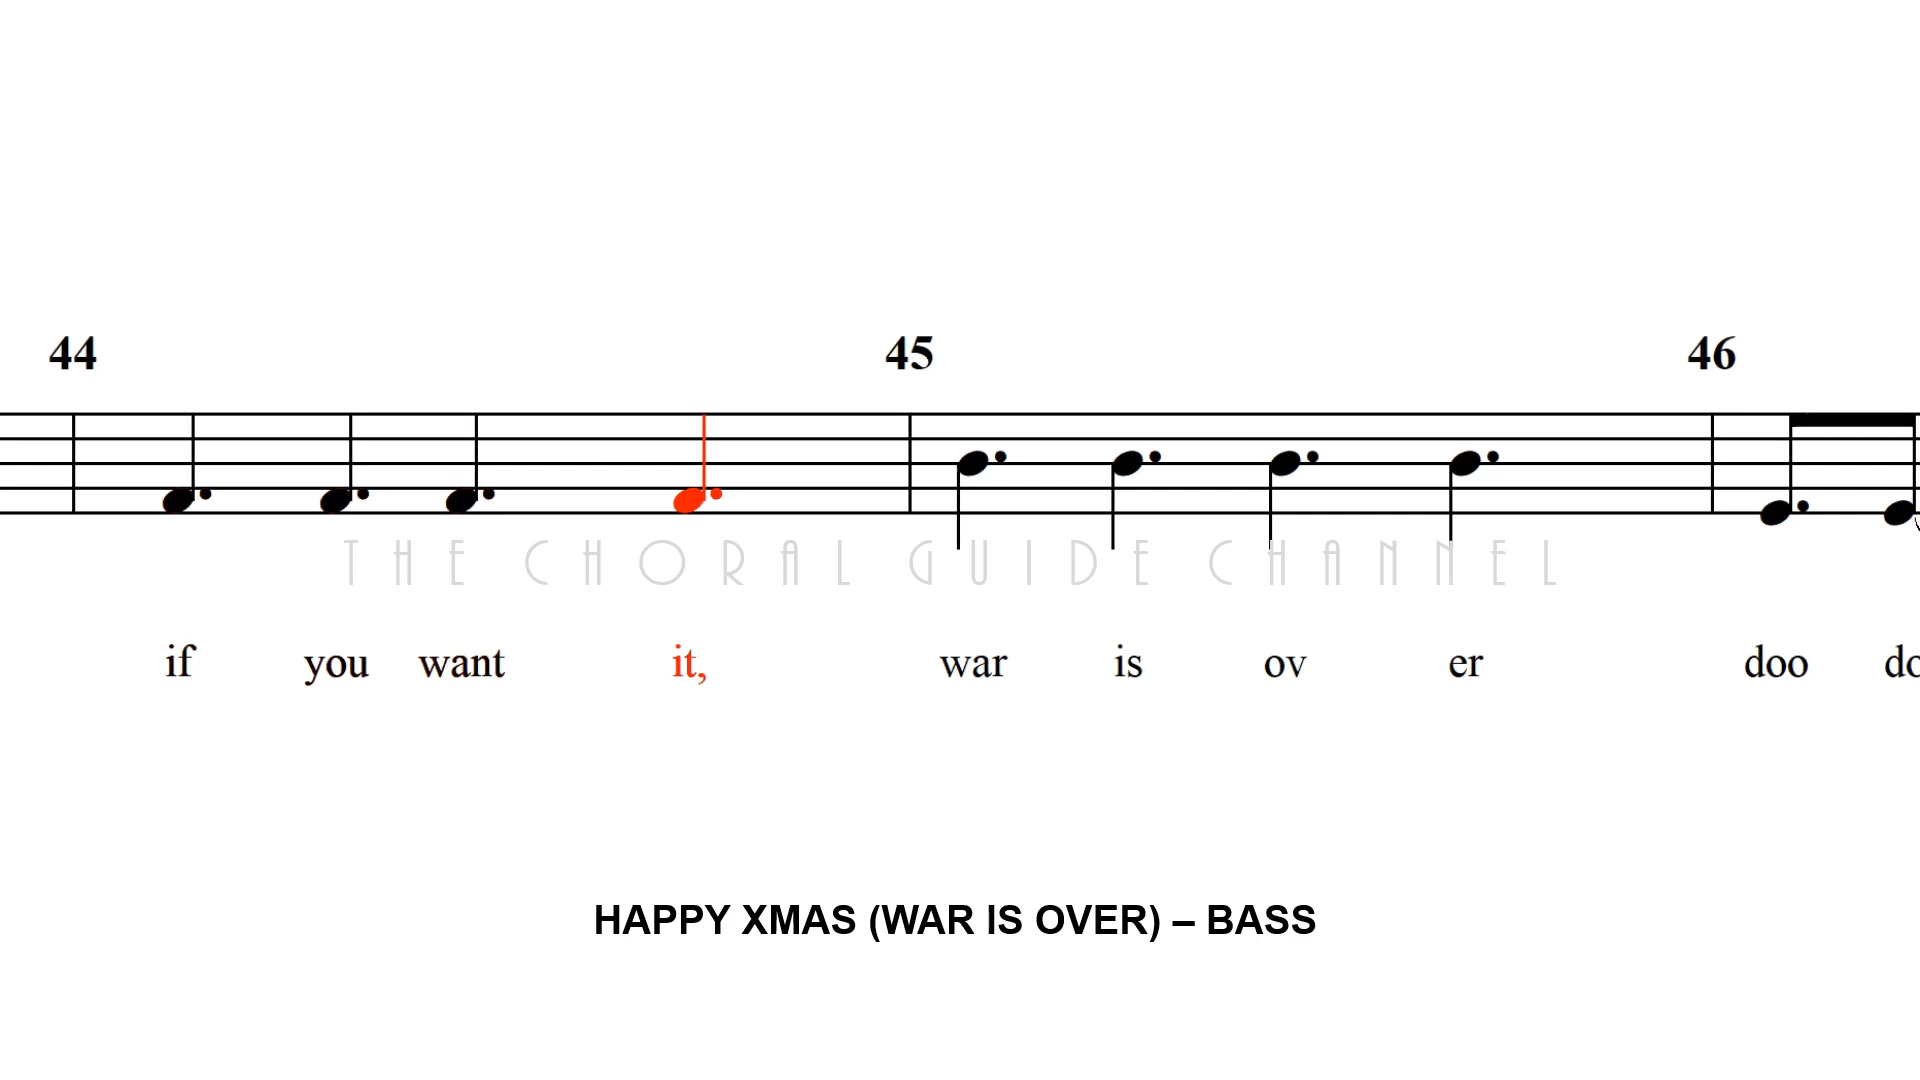 44 45 46
THE CHORAL GUIDE CHANNEL
if you want it, war is ov er doo do
HAPPY XMAS (WAR IS OVER) – BASS